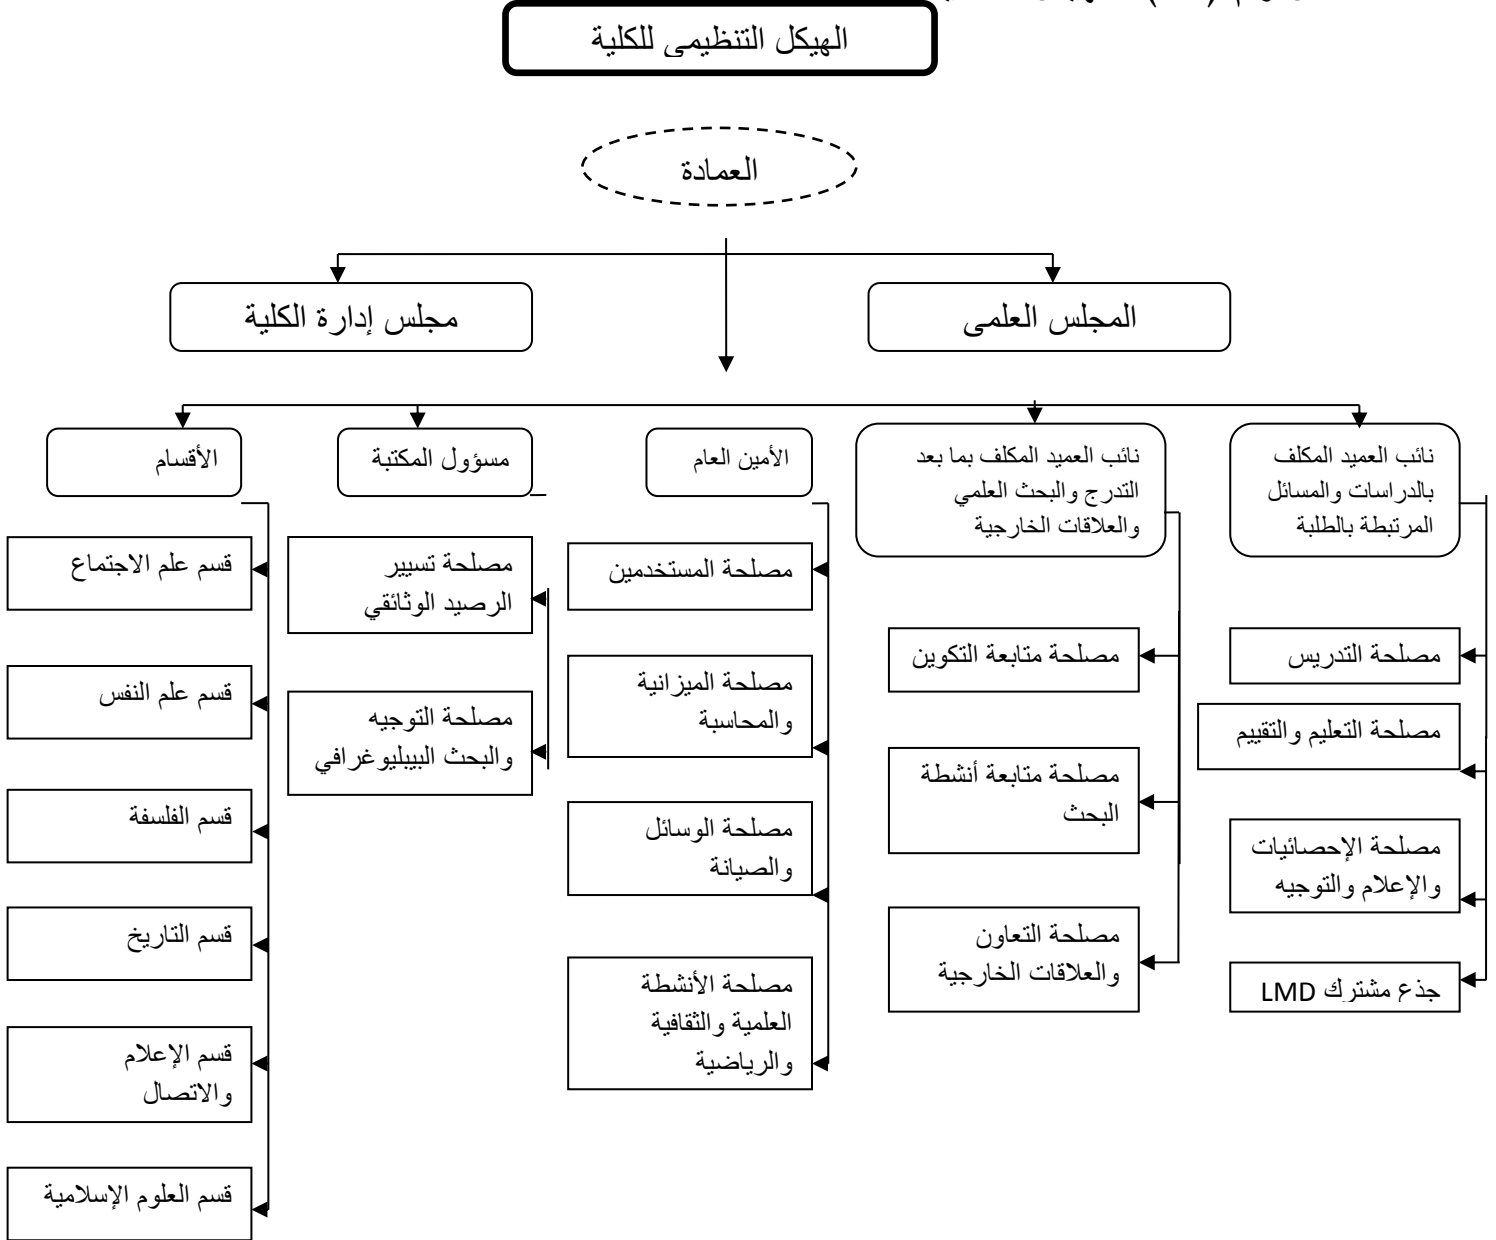 الهيكل التنظيمي للكلية
العمادة
المجلس العلمي
مجلس إدارة الكلية
نائب العميد المكلف
بالدراسات والمسائل
المرتبطة بالطلبة
نائب العميد المكلف بما بعد
التدرج والبحث العلمي
والعلاقات الخارجية
الأمين العام
مسؤول المكتبة
الأقسام
مصلحة التدريس
مصلحة التعليم والتقييم
مصلحة الإحصائيات
والإعلام والتوجيه
جذع مشترك LMD
مصلحة متابعة التكوين
مصلحة متابعة أنشطة
البحث
مصلحة التعاون
والعلاقات الخارجية
مصلحة المستخدمين
مصلحة الميزانية
والمحاسبة
مصلحة الوسائل
والصيانة
مصلحة الأنشطة
العلمية والثقافية
والرياضية
مصلحة تسيير
الرصيد الوثائقي
مصلحة التوجيه
والبحث البيبليوغرافي
قسم علم الاجتماع
قسم علم النفس
قسم الفلسفة
قسم التاريخ
قسم الإعلام
والاتصال
قسم العلوم الإسلامية